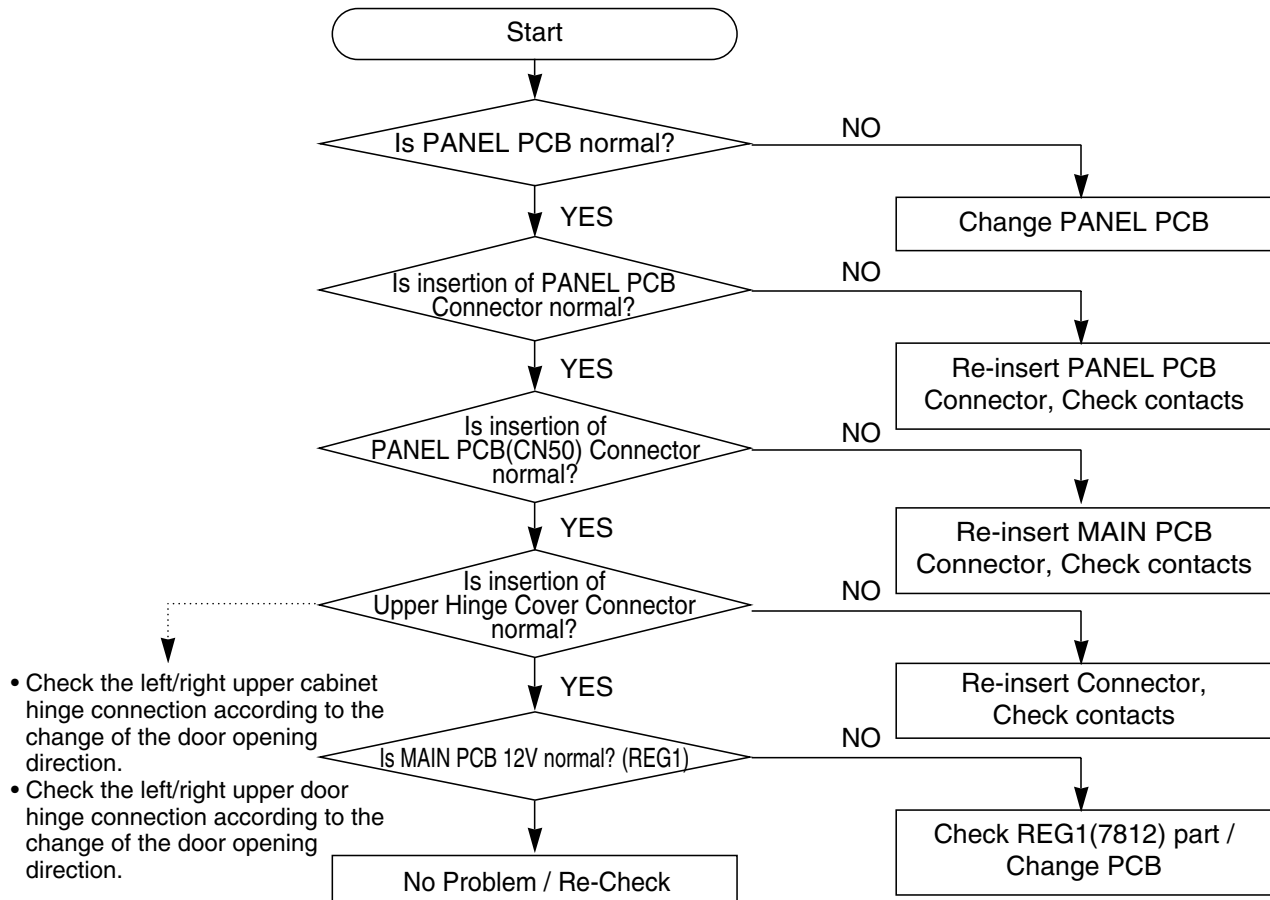 Start
Is PANEL PCB normal?
NO
Change PANEL PCB
YES
Is insertion of PANEL PCB
Connector normal?
NO
Re-insert PANEL PCB
Connector, Check contacts
YES
Is insertion of
PANEL PCB(CN50) Connector
normal?
NO
Re-insert MAIN PCB
Connector, Check contacts
YES
Is insertion of
Upper Hinge Cover Connector
normal?
NO
Re-insert Connector,
Check contacts
• Check the left/right upper cabinet
hinge connection according to the
change of the door opening
direction.
• Check the left/right upper door
hinge connection according to the
change of the door opening
direction.
YES
Is MAIN PCB 12V normal? (REG1)
NO
Check REG1(7812) part /
Change PCB
No Problem / Re-Check